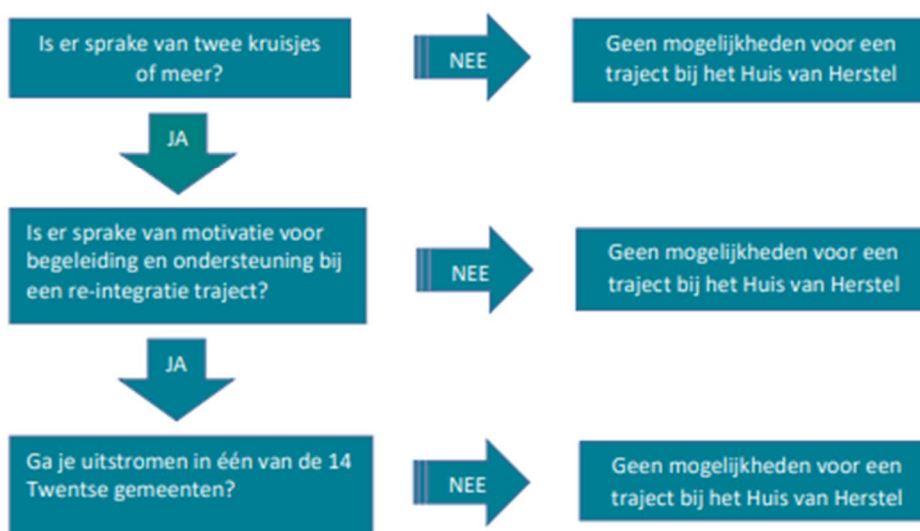 Is er sprake van twee kruisjes
of meer?
NEE
Geen mogelijkheden voor een
traject bij het Huis van Herstel
JA
Is er sprake van motivatie voor
begeleiding en ondersteuning bij
een re-integratie traject?
NEE
Geen mogelijkheden voor een
traject bij het Huis van Herstel
JA
Ga je uitstromen in één van de 14
Twentse gemeenten?
NEE
Geen mogelijkheden voor een
traject bij het Huis van Herstel